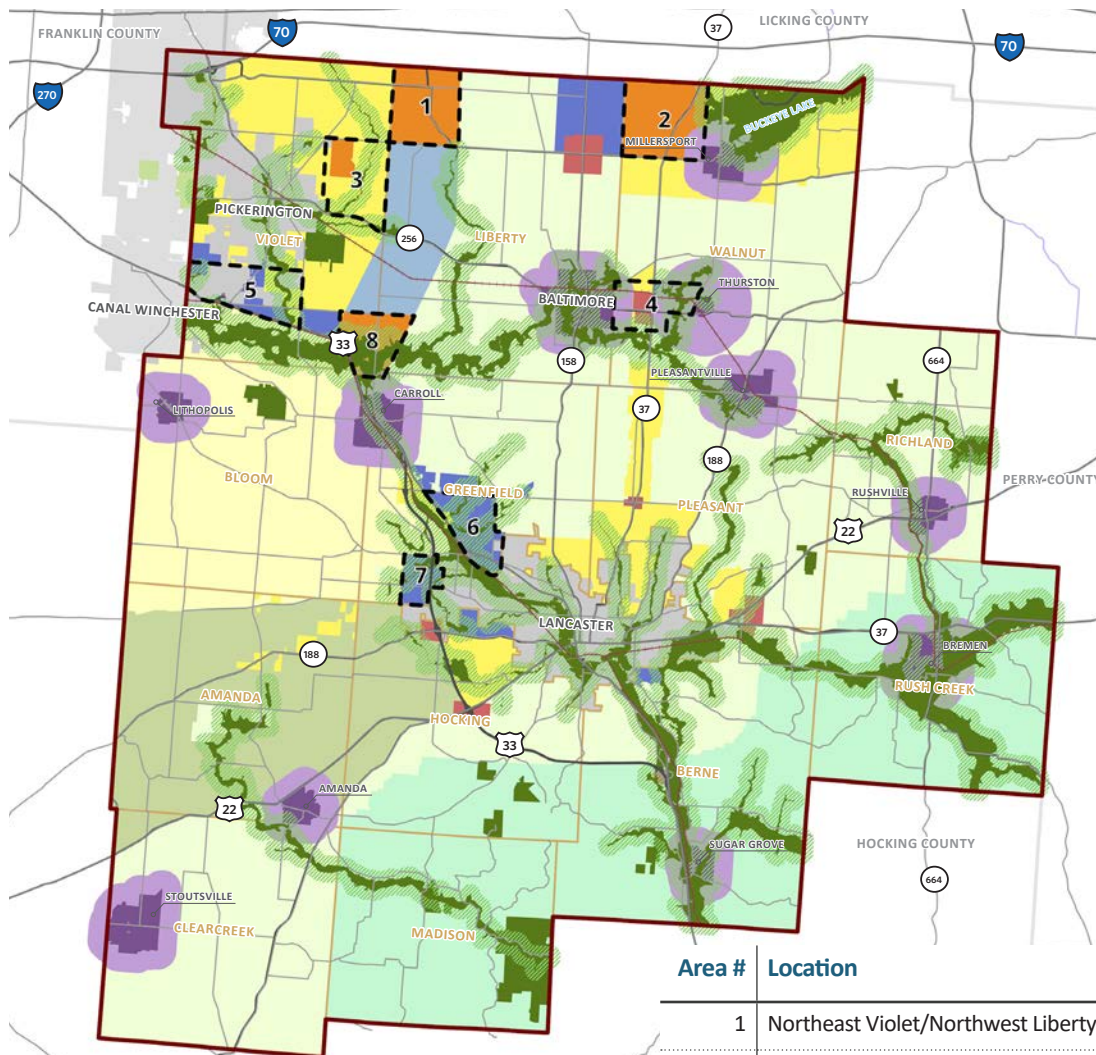 FRANKLIN COUNTY
70
37
LICKING COUNTY
70
270
1
2
BUCKEYE LAKE
MILLERSPORT
3
PICKERINGTON
VIOLET
256
LIBERTY
WALNUT
5
THURSTON
BALTIMORE
4
CANAL WINCHESTER
33
8
158
664
PLEASANTVILLE
CARROLL
LITHOPOLIS
37
RICHLAND
188
BLOOM
GREENFIELD
PERRY COUNTY
RUSHVILLE
PLEASANT
6
22
7
LANCASTER
37
BREMEN
188
RUSH CREEK
AMANDA
HOCKING
33
BERNE
AMANDA
22
SUGAR GROVE
HOCKING COUNTY
664
STOUTSVILLE
CLEARCREEK
MADISON
Area # Location
1 Northeast Violet/Northwest Liberty